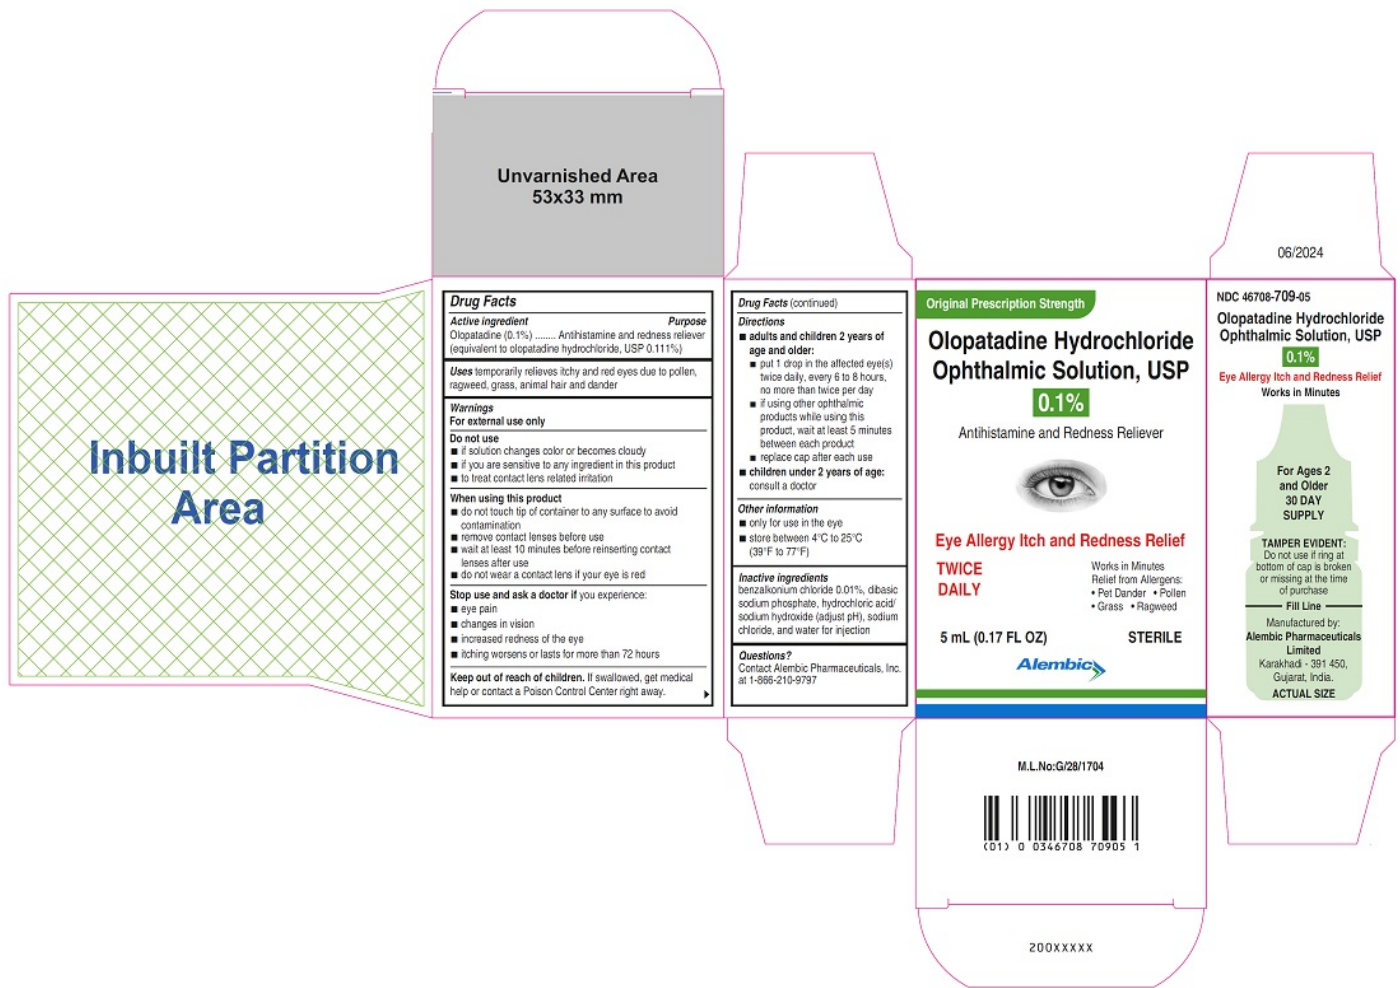 Unvarnished Area
53x33 mm
Inbuilt Partition
Area
Drug Facts
Active ingredient Purpose
Olopatadine (0.1%) ........ Antihistamine and redness reliever
(equivalent to olopatadine hydrochloride, USP 0.111%)
Uses temporarily relieves itchy and red eyes due to pollen,
ragweed, grass, animal hair and dander
Warnings
For external use only
Do not use
■ if solution changes color or becomes cloudy
■ if you are sensitive to any ingredient in this product
■ to treat contact lens related irritation
When using this product
■ do not touch tip of container to any surface to avoid
contamination
■ remove contact lenses before use
■ wait at least 10 minutes before reinserting contact
lenses after use
■ do not wear a contact lens if your eye is red
Stop use and ask a doctor if you experience:
■ eye pain
■ changes in vision
■ increased redness of the eye
■ itching worsens or lasts for more than 72 hours
Keep out of reach of children. If swallowed, get medical
help or contact a Poison Control Center right away.
Drug Facts (continued)
Directions
■ adults and children 2 years of
age and older:
■ put 1 drop in the affected eye(s)
twice daily, every 6 to 8 hours,
no more than twice per day
■ if using other ophthalmic
products while using this
product, wait at least 5 minutes
between each product
■ replace cap after each use
■ children under 2 years of age:
consult a doctor
Other information
■ only for use in the eye
■ store between 4°C to 25°C
(39°F to 77°F)
Inactive ingredients
benzalkonium chloride 0.01%, dibasic
sodium phosphate, hydrochloric acid/
sodium hydroxide (adjust pH), sodium
chloride, and water for injection
Questions?
Contact Alembic Pharmaceuticals, Inc.
at 1-866-210-9797
Original Prescription Strength
Olopatadine Hydrochloride
Ophthalmic Solution, USP
0.1%
Antihistamine and Redness Reliever
Eye Allergy Itch and Redness Relief
TWICE
DAILY
Works in Minutes
Relief from Allergens:
• Pet Dander • Pollen
• Grass • Ragweed
5 mL (0.17 FL OZ) STERILE
Alembic
M.L.No:G/28/1704
(01) 0 0346708 70905 1
200XXXXX
06/2024
NDC 46708-709-05
Olopatadine Hydrochloride
Ophthalmic Solution, USP
0.1%
Eye Allergy Itch and Redness Relief
Works in Minutes
For Ages 2
and Older
30 DAY
SUPPLY
TAMPER EVIDENT:
Do not use if ring at
bottom of cap is broken
or missing at the time
of purchase
Fill Line
Manufactured by:
Alembic Pharmaceuticals
Limited
Karakhadi - 391 450,
Gujarat, India.
ACTUAL SIZE